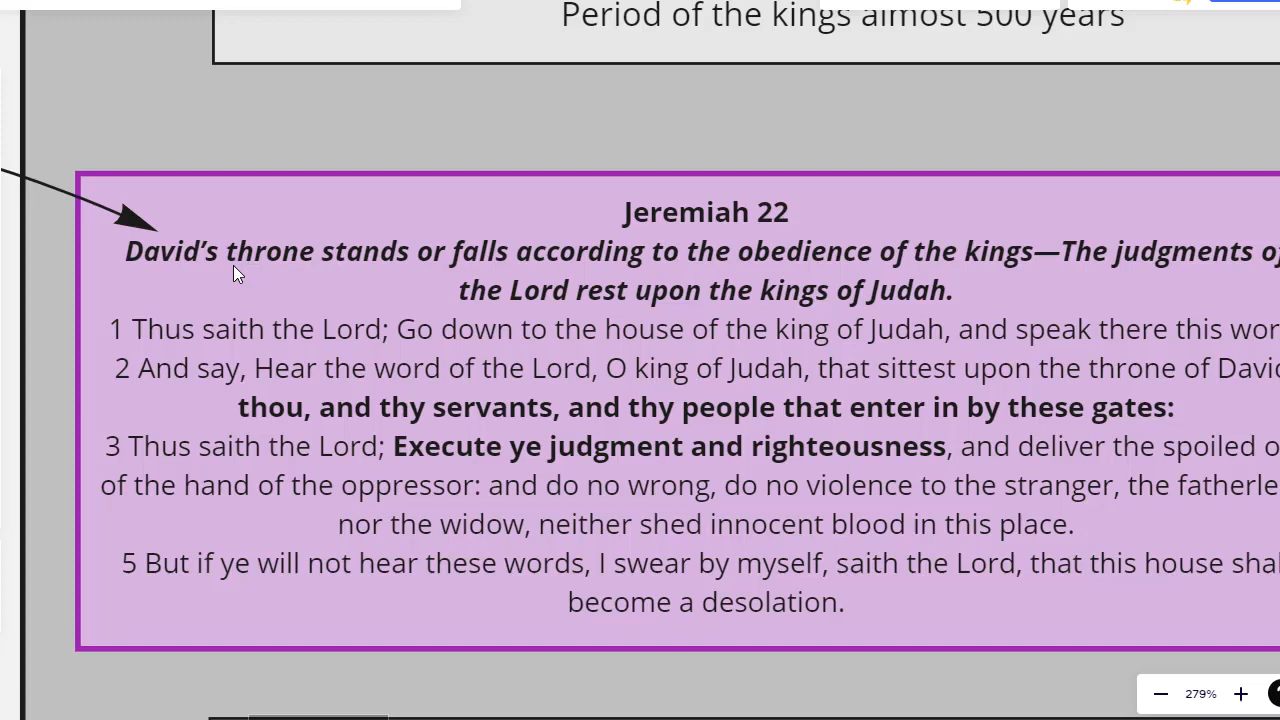 Period of the kings almost 500 years
Jeremiah 22
David’s throne stands or falls according to the obedience of the kings—The judgments of
the Lord rest upon the kings of Judah.
1 Thus saith the Lord; Go down to the house of the king of Judah, and speak there this
2 And say, Hear the word of the Lord, O king of Judah, that sittest upon the throne of
thou, and thy servants, and thy people that enter in by these gates:
3 Thus saith the Lord; Execute ye judgment and righteousness, and deliver the spoiled
of the hand of the oppressor: and do no wrong, do no violence to the stranger, the
nor the widow, neither shed innocent blood in this place.
5 But if ye will not hear these words, I swear by myself, saith the Lord, that this house
become a desolation.
279%